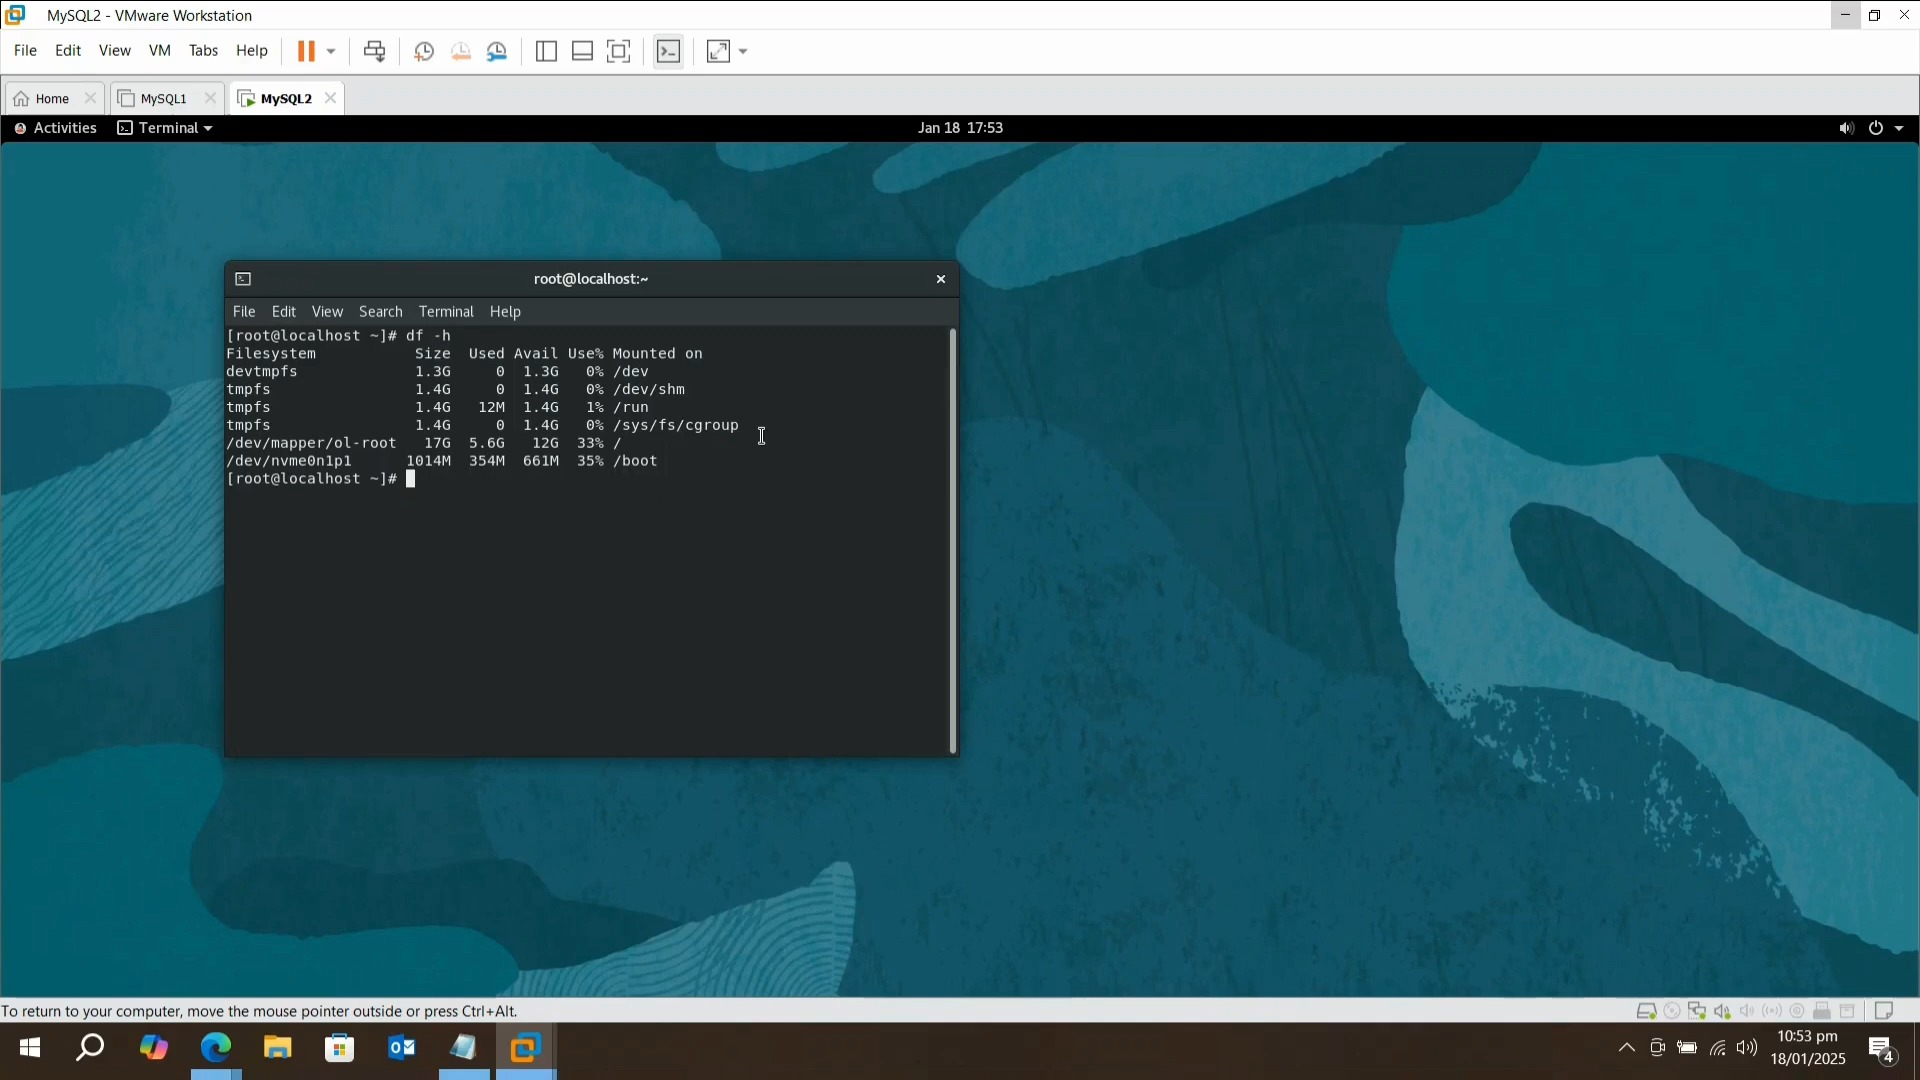 MySQL2 - VMware Workstation
File Edit View VM Tabs Help
Home MySQL1 MySQL2
Activities Terminal Jan 18 17:53
root@localhost:~
File Edit View Search Terminal Help
[root@localhost ~]# df -h
Filesystem Size Used Avail Use% Mounted on
devtmpfs 1.3G 0 1.3G 0% /dev
tmpfs 1.4G 0 1.4G 0% /dev/shm
tmpfs 1.4G 12M 1.4G 1% /run
tmpfs 1.4G 0 1.4G 0% /sys/fs/cgroup
/dev/mapper/ol-root 17G 5.6G 12G 33% /
/dev/nvme0n1p1 1014M 354M 661M 35% /boot
[root@localhost ~]#
To return to your computer, move the mouse pointer outside or press Ctrl+Alt.
10:53 pm
18/01/2025
4